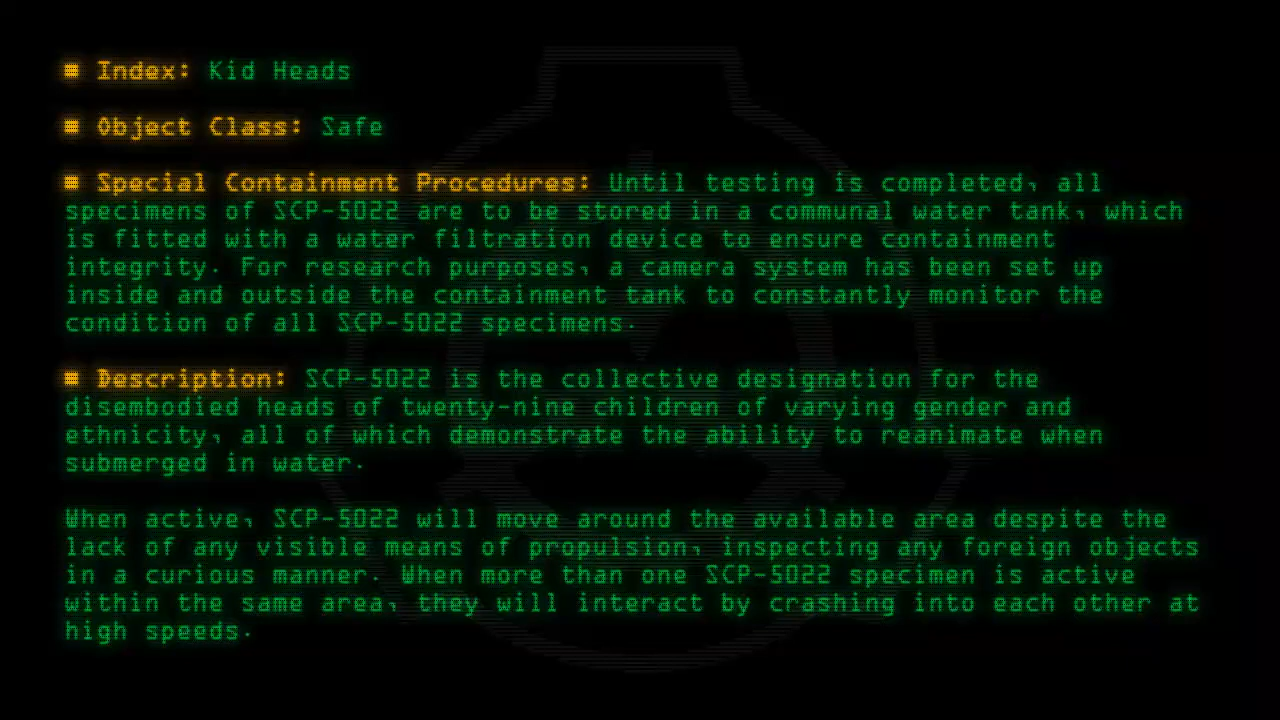 ■ Index: Kid Heads
■ Object Class: Safe
■ Special Containment Procedures: Until testing is completed, all
specimens of SCP-5022 are to be stored in a communal water tank, which
is fitted with a water filtration device to ensure containment
integrity. For research purposes, a camera system has been set up
inside and outside the containment tank to constantly monitor the
condition of all SCP-5022 specimens.
■ Description: SCP-5022 is the collective designation for the
disembodied heads of twenty-nine children of varying gender and
ethnicity, all of which demonstrate the ability to reanimate when
submerged in water.
When active, SCP-5022 will move around the available area despite the
lack of any visible means of propulsion, inspecting any foreign objects
in a curious manner. When more than one SCP-5022 specimen is active
within the same area, they will interact by crashing into each other at
high speeds.